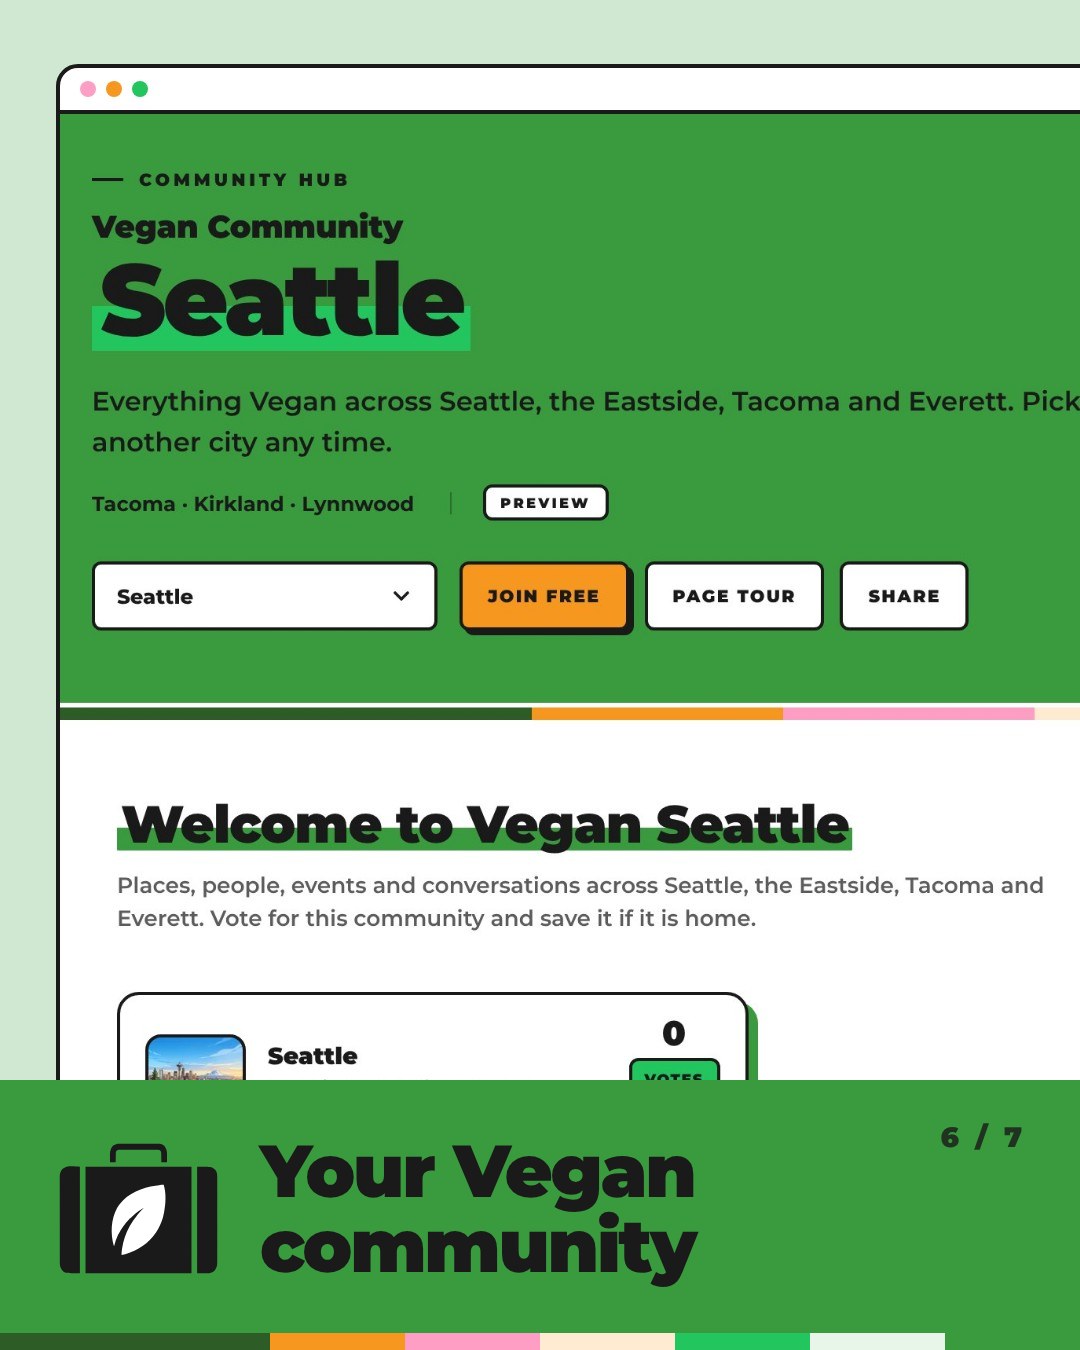 COMMUNITY HUB
Vegan Community
Seattle
Everything Vegan across Seattle, the Eastside, Tacoma and Everett. Pick
another city any time.
Tacoma · Kirkland · Lynnwood
PREVIEW
Seattle
JOIN FREE
PAGE TOUR
SHARE
Welcome to Vegan Seattle
Places, people, events and conversations across Seattle, the Eastside, Tacoma and
Everett. Vote for this community and save it if it is home.
0
Seattle
VOTES
6 / 7
Your Vegan
community